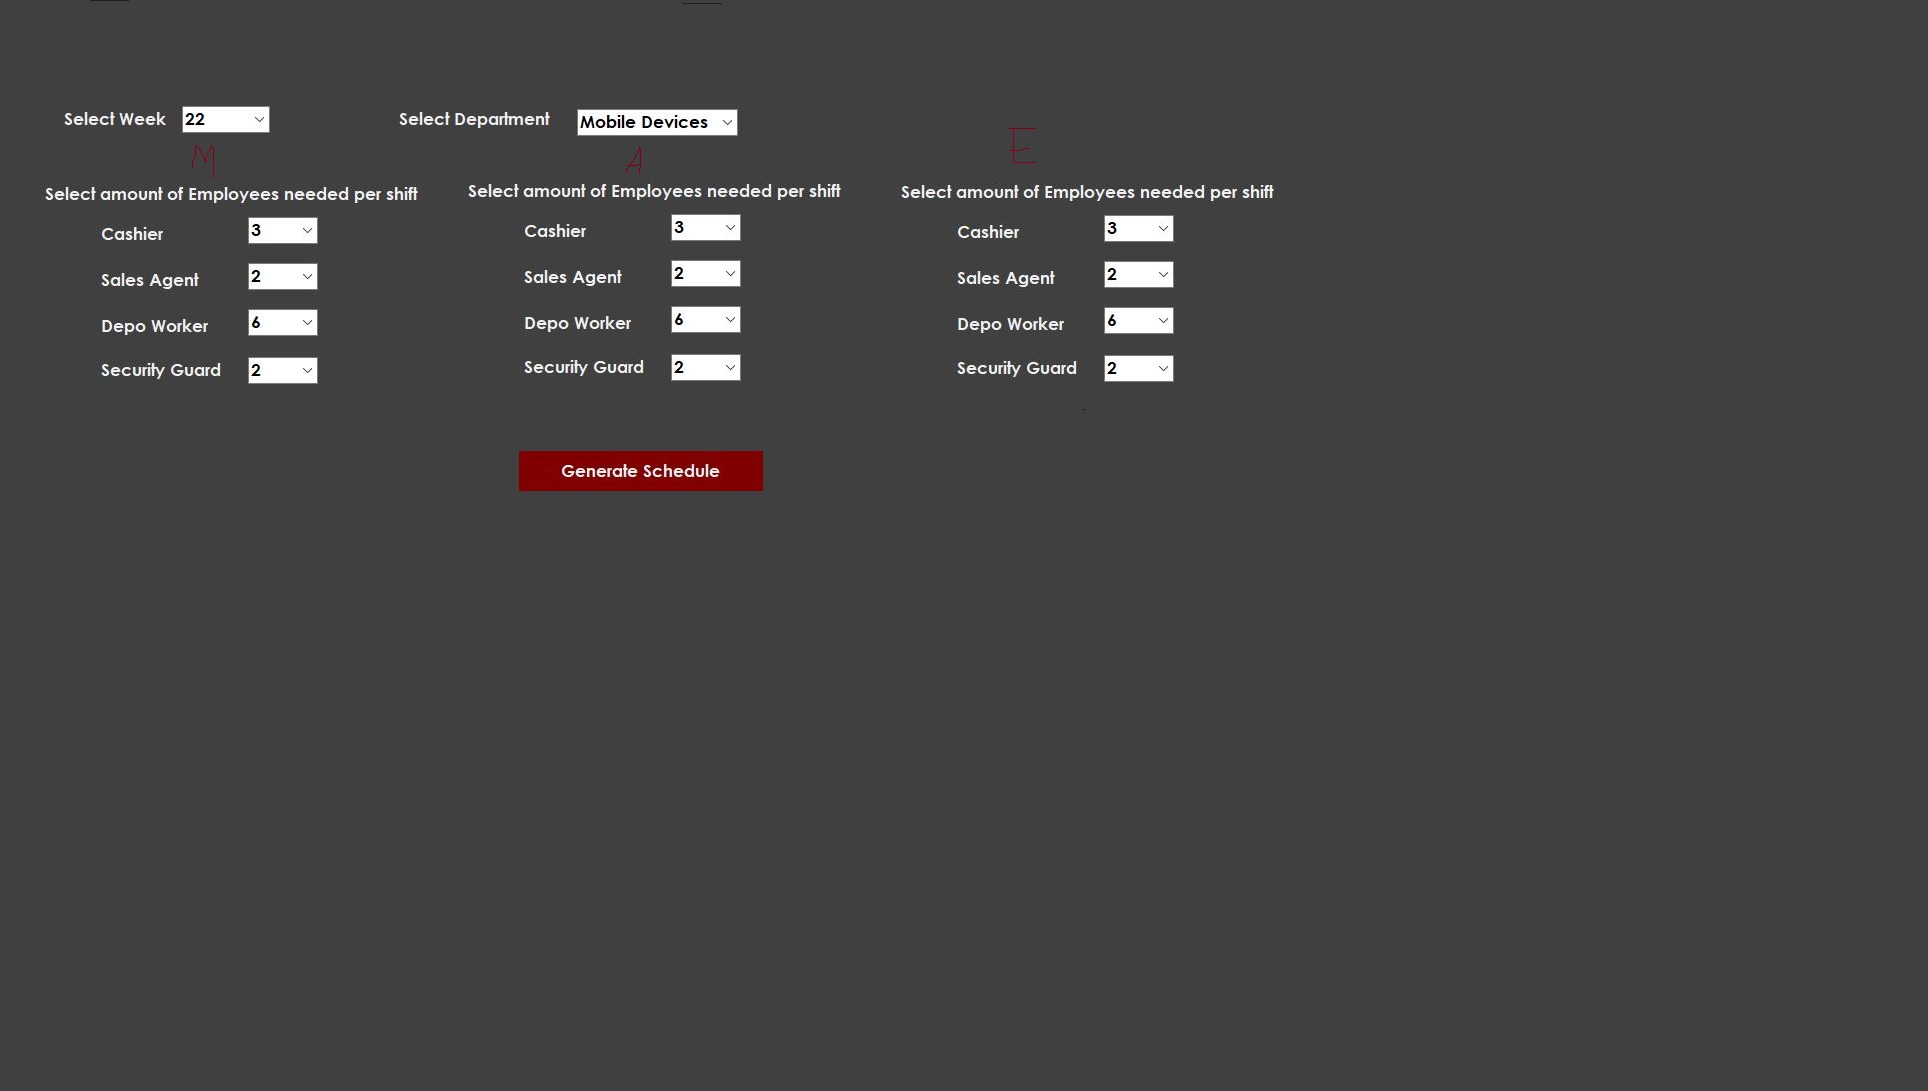 Select Week 22
Select Department Mobile Devices
M
Select amount of Employees needed per shift
Cashier 3
Sales Agent 2
Depo Worker 6
Security Guard 2
A
Select amount of Employees needed per shift
Cashier 3
Sales Agent 2
Depo Worker 6
Security Guard 2
E
Select amount of Employees needed per shift
Cashier 3
Sales Agent 2
Depo Worker 6
Security Guard 2
Generate Schedule